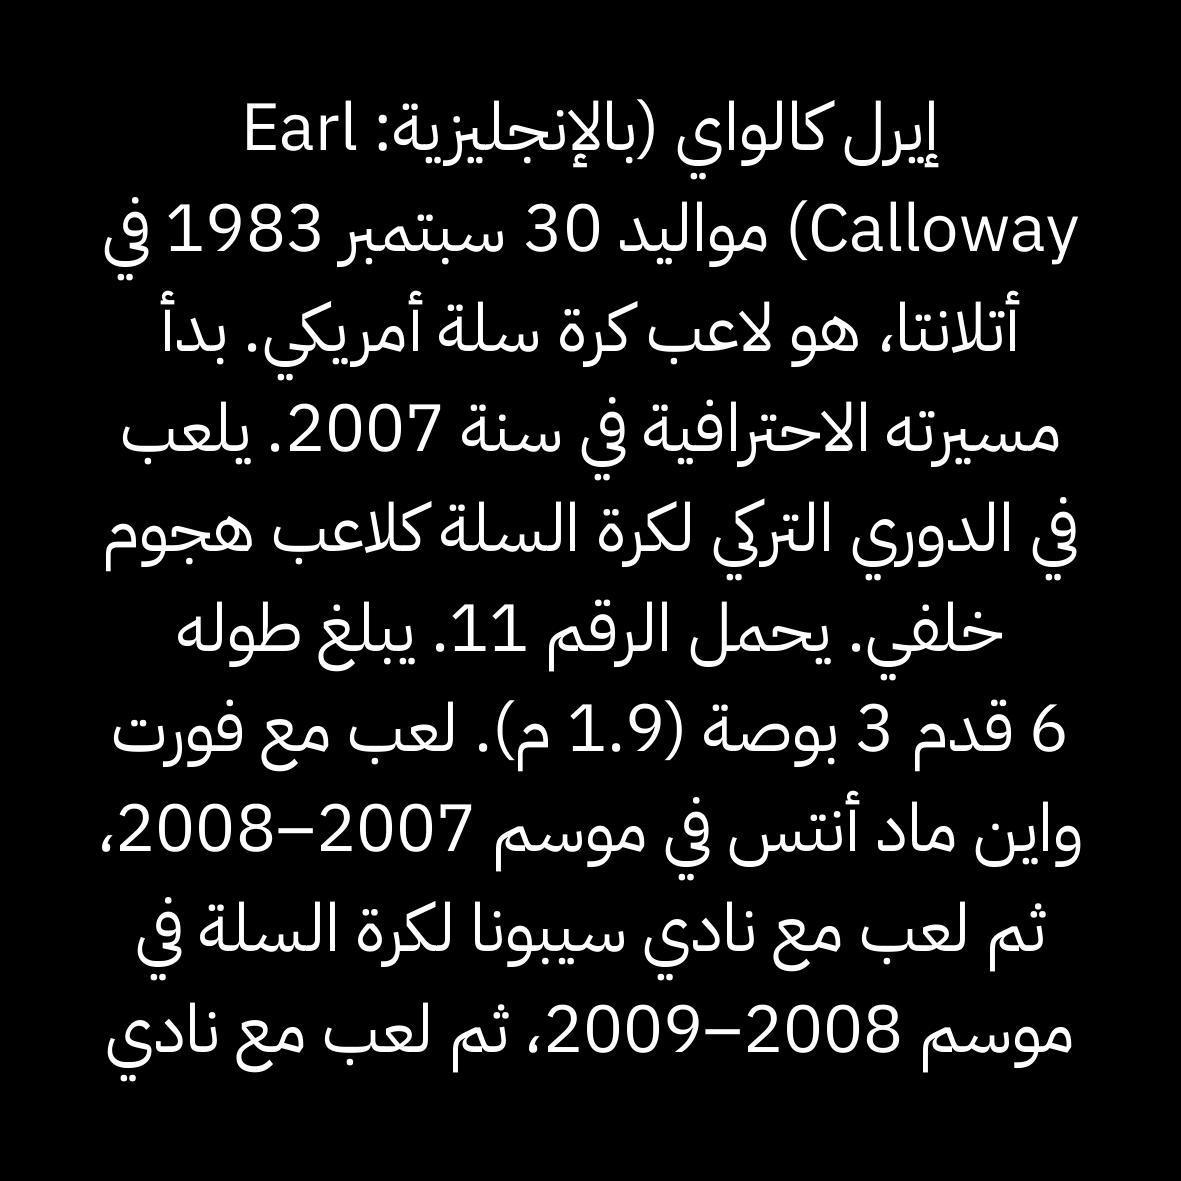 إيرل كالواي (بالإنجليزية: Earl
Calloway) مواليد 30 سبتمبر 1983 في
أتلانتا، هو لاعب كرة سلة أمريكي. بدأ
مسيرته الاحترافية في سنة 2007. يلعب
في الدوري التركي لكرة السلة كلاعب هجوم
خلفي. يحمل الرقم 11. يبلغ طوله
6 قدم 3 بوصة (1.9 م). لعب مع فورت
واين ماد أنتس في موسم 2007–2008،
ثم لعب مع نادي سيبونا لكرة السلة في
موسم 2008–2009، ثم لعب مع نادي